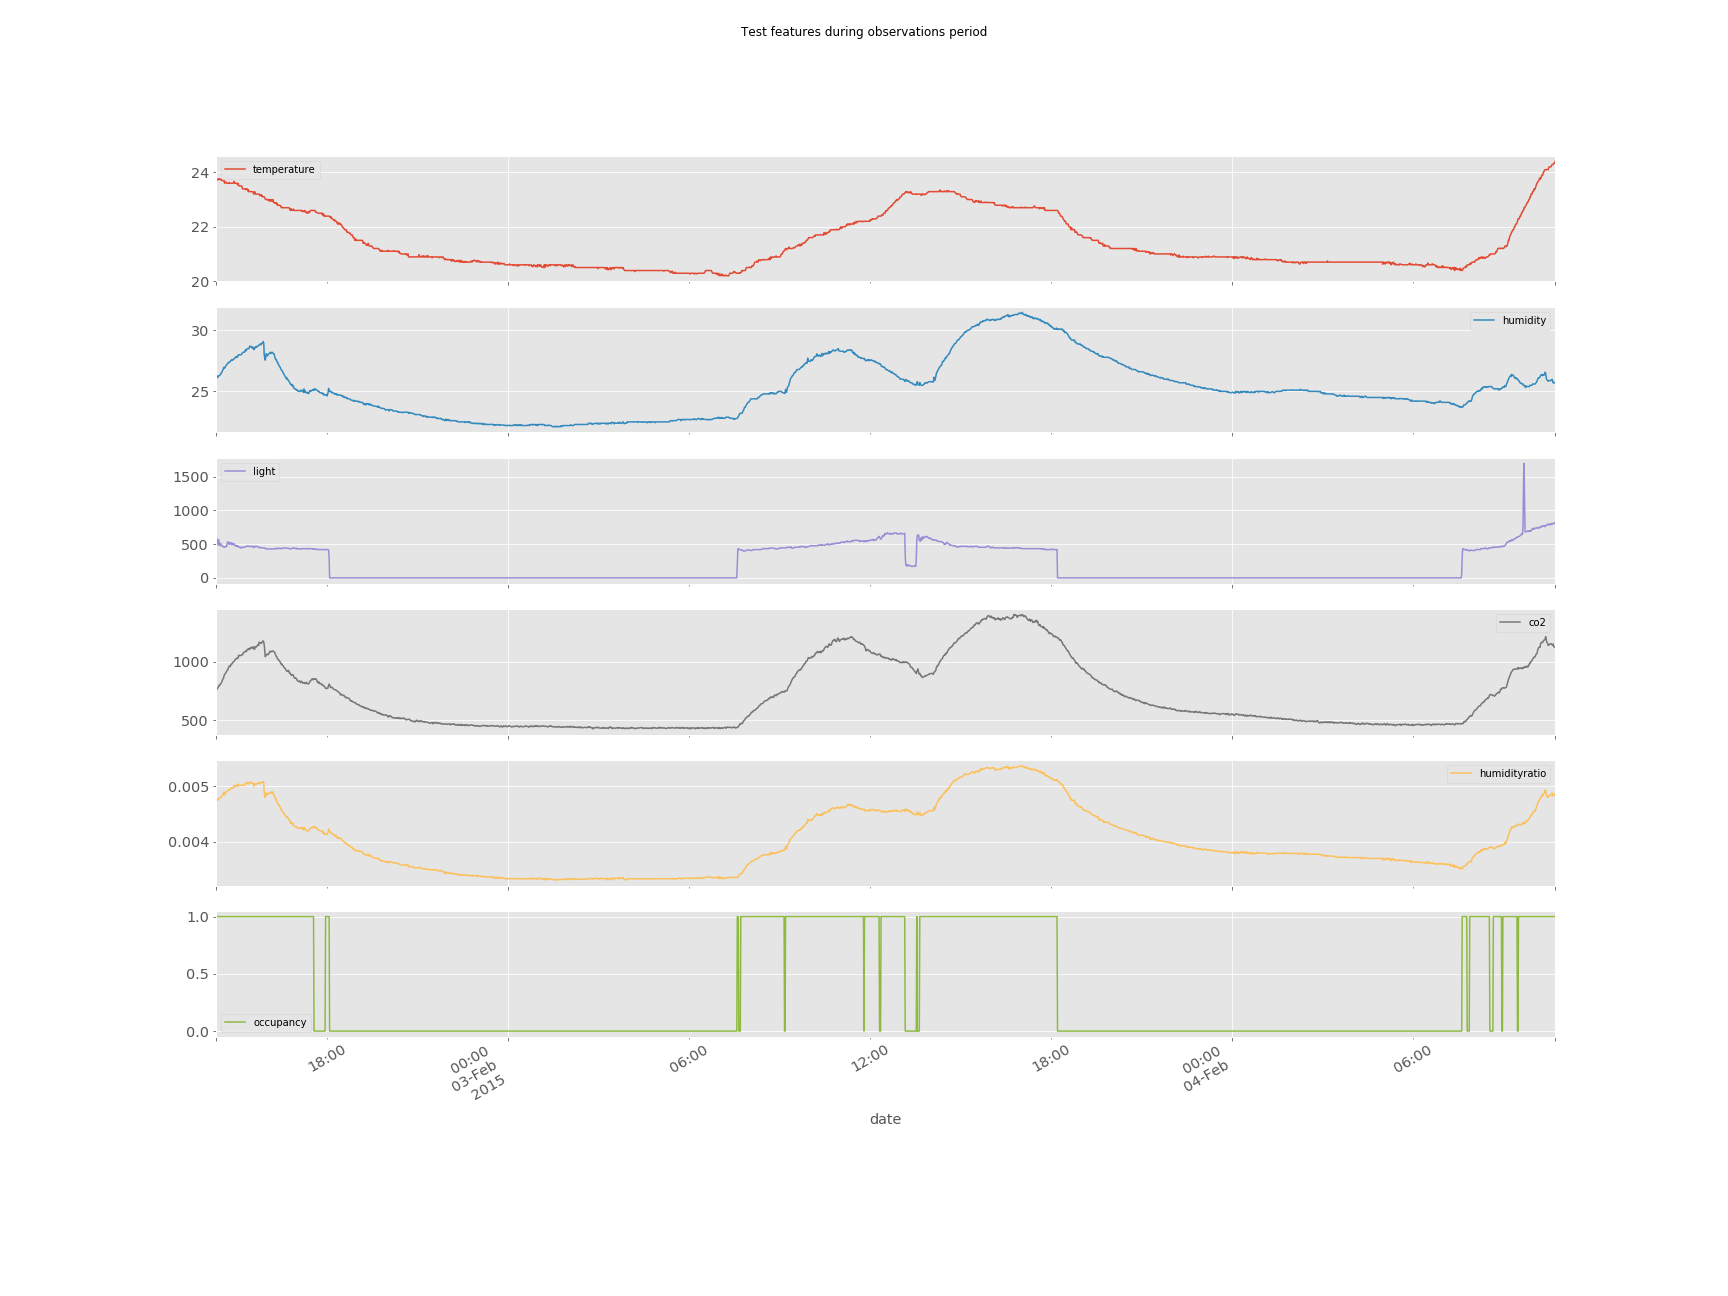 Test features during observations period
24
22
20
temperature
30
25
humidity
1500
1000
500
0
light
1000
500
co2
0.005
0.004
humidityratio
1.0
0.5
0.0
occupancy
18:00
00:00
03-Feb
2015
06:00
12:00
18:00
00:00
04-Feb
06:00
date